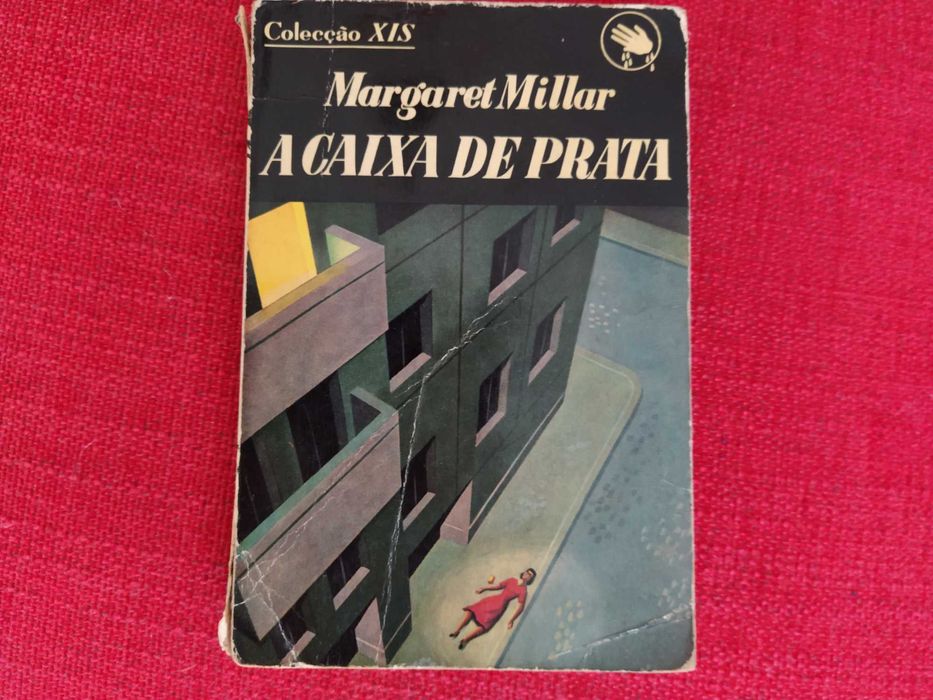 Colecção XIS
Margaret Millar
A CAIXA DE PRATA